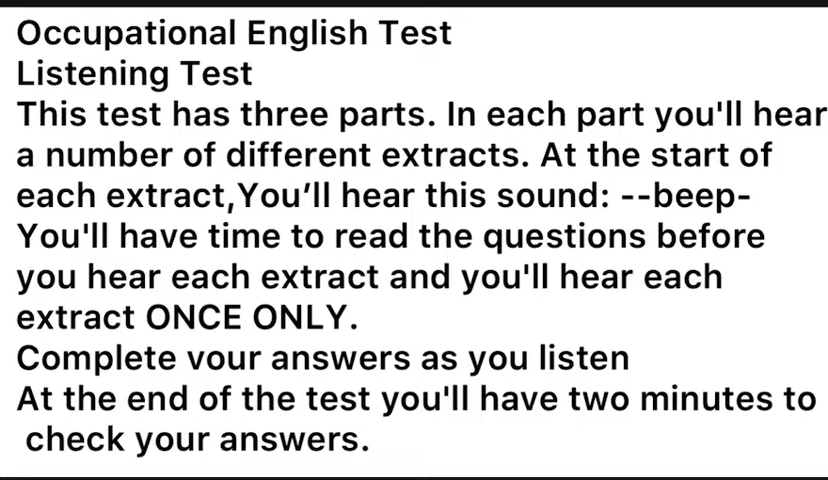 Occupational English Test
Listening Test
This test has three parts. In each part you'll hear
a number of different extracts. At the start of
each extract,You’ll hear this sound: --beep-
You'll have time to read the questions before
you hear each extract and you'll hear each
extract ONCE ONLY.
Complete vour answers as you listen
At the end of the test you'll have two minutes to
check your answers.